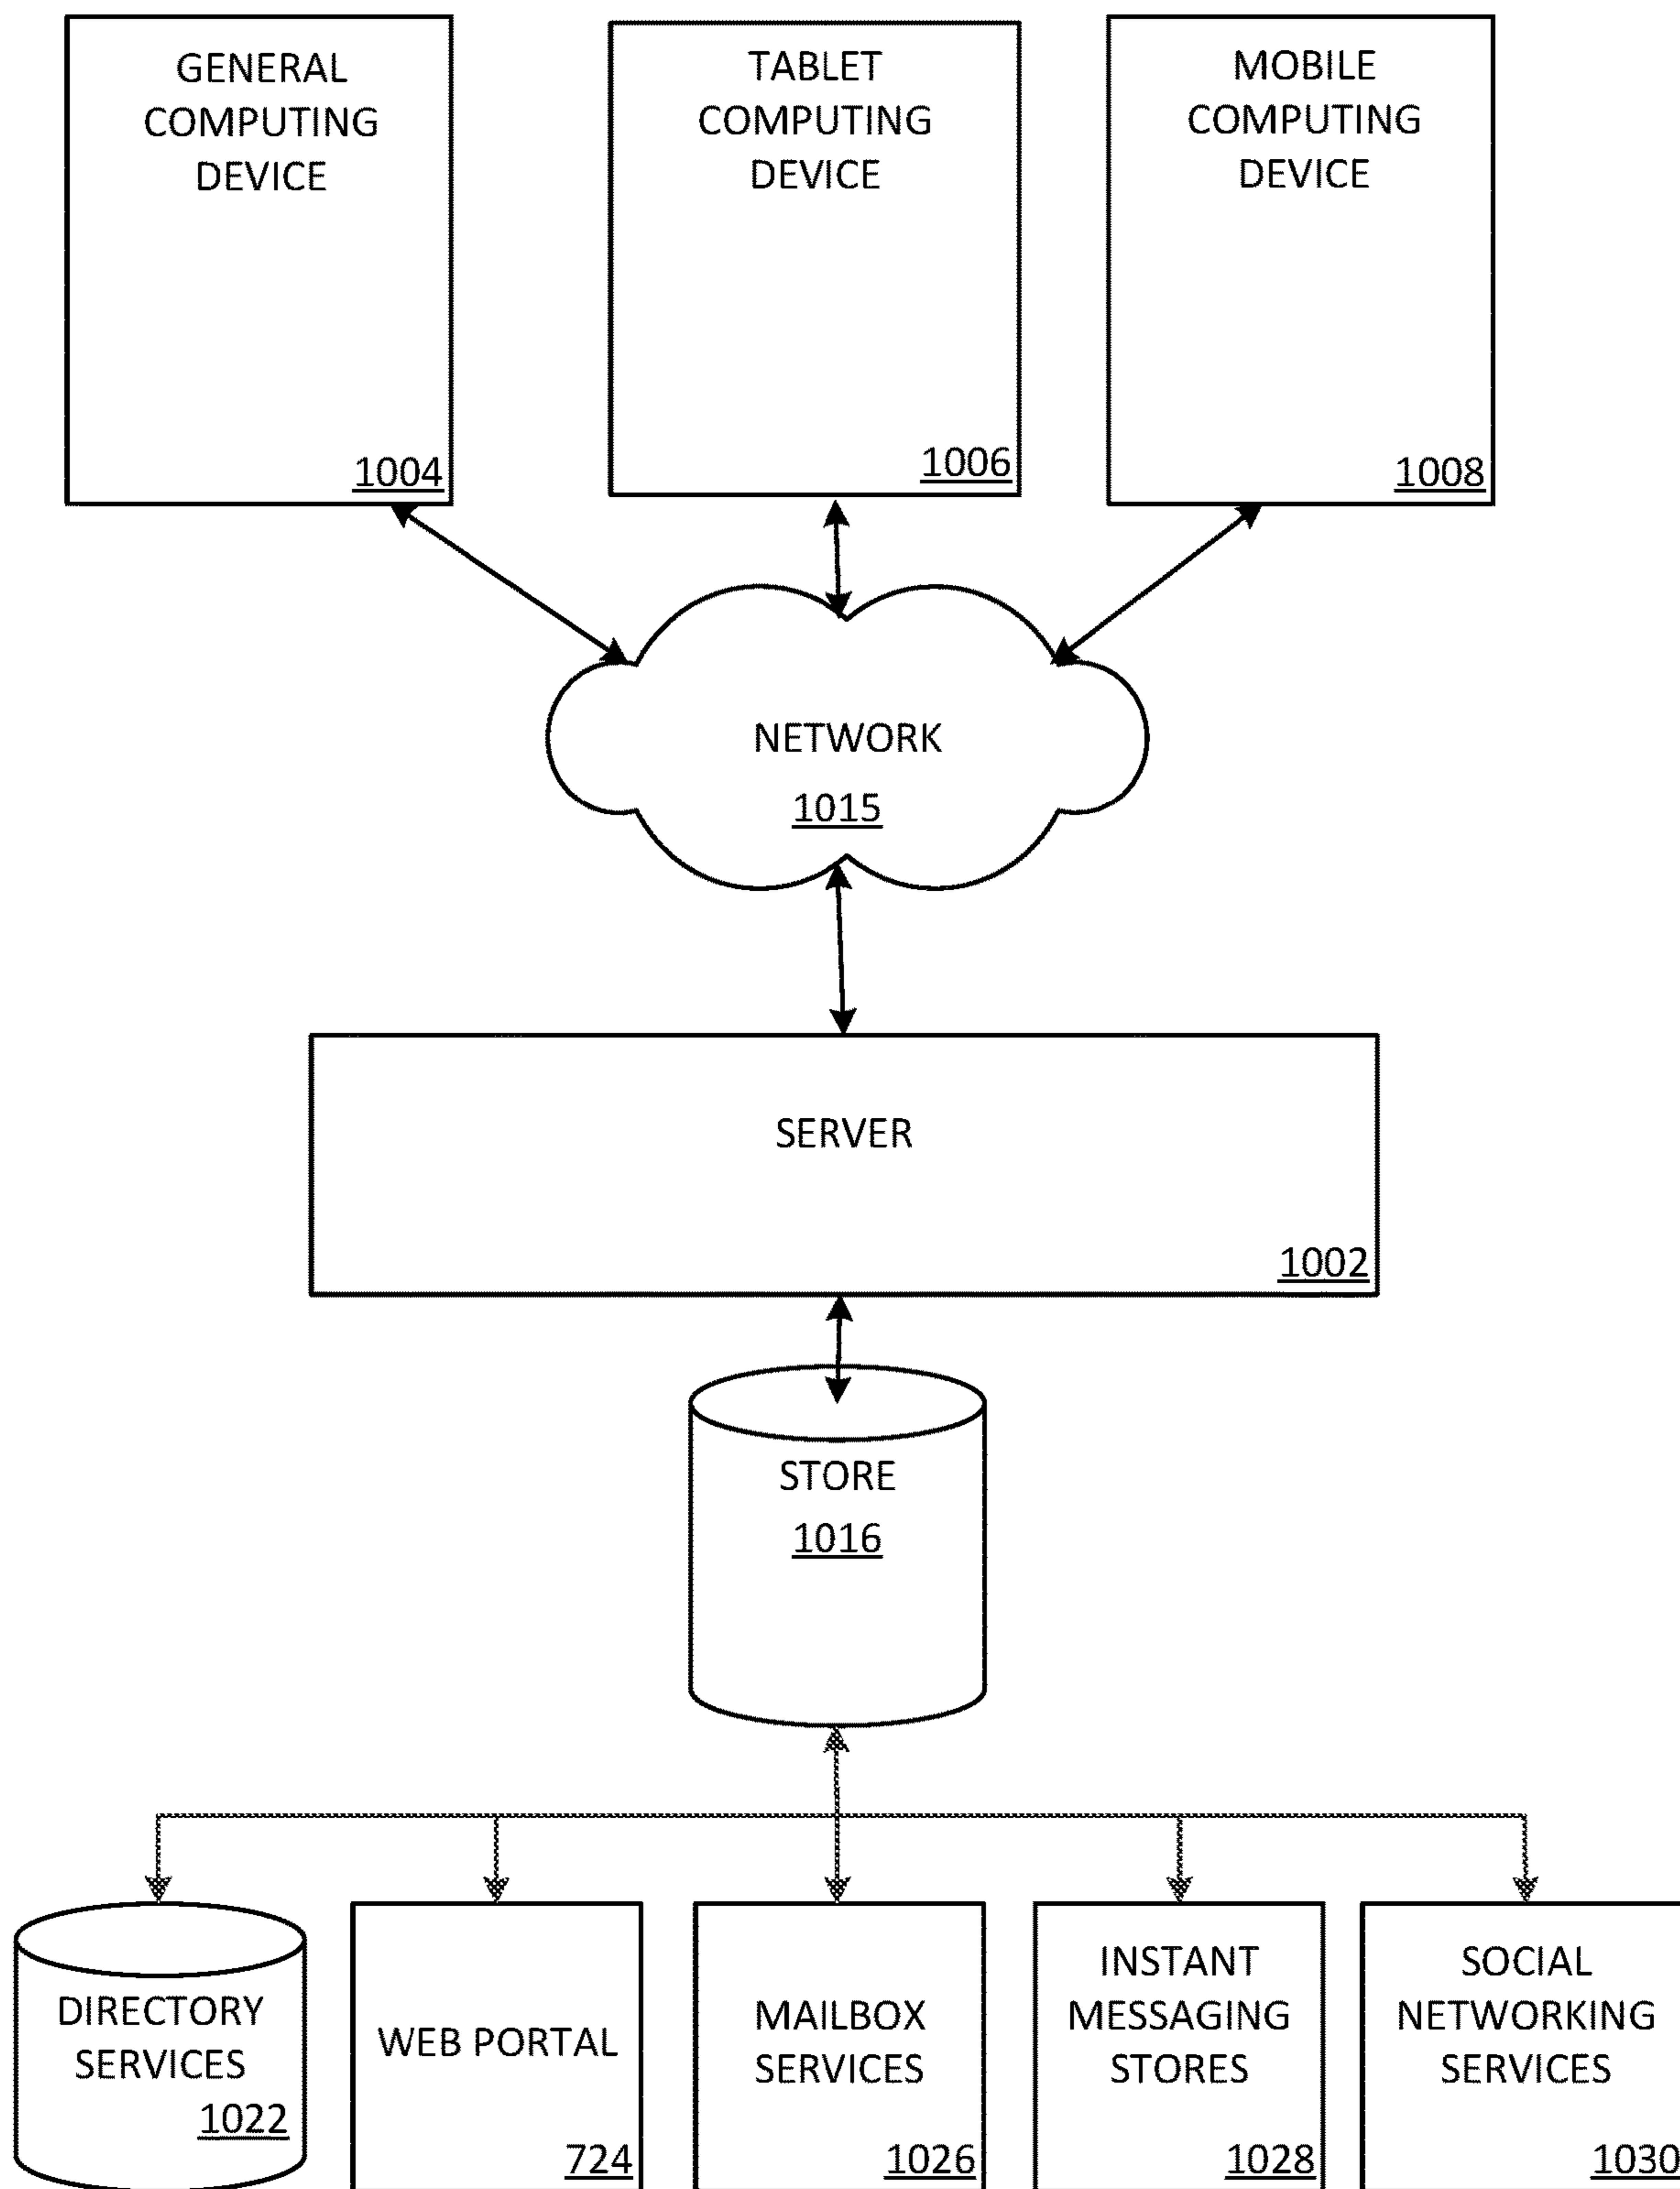 GENERAL
COMPUTING
DEVICE
1004
TABLET
COMPUTING
DEVICE
1006
MOBILE
COMPUTING
DEVICE
1008
NETWORK
1015
SERVER
1002
STORE
1016
DIRECTORY
SERVICES
1022
WEB PORTAL
724
MAILBOX
SERVICES
1026
INSTANT
MESSAGING
STORES
1028
SOCIAL
NETWORKING
SERVICES
1030